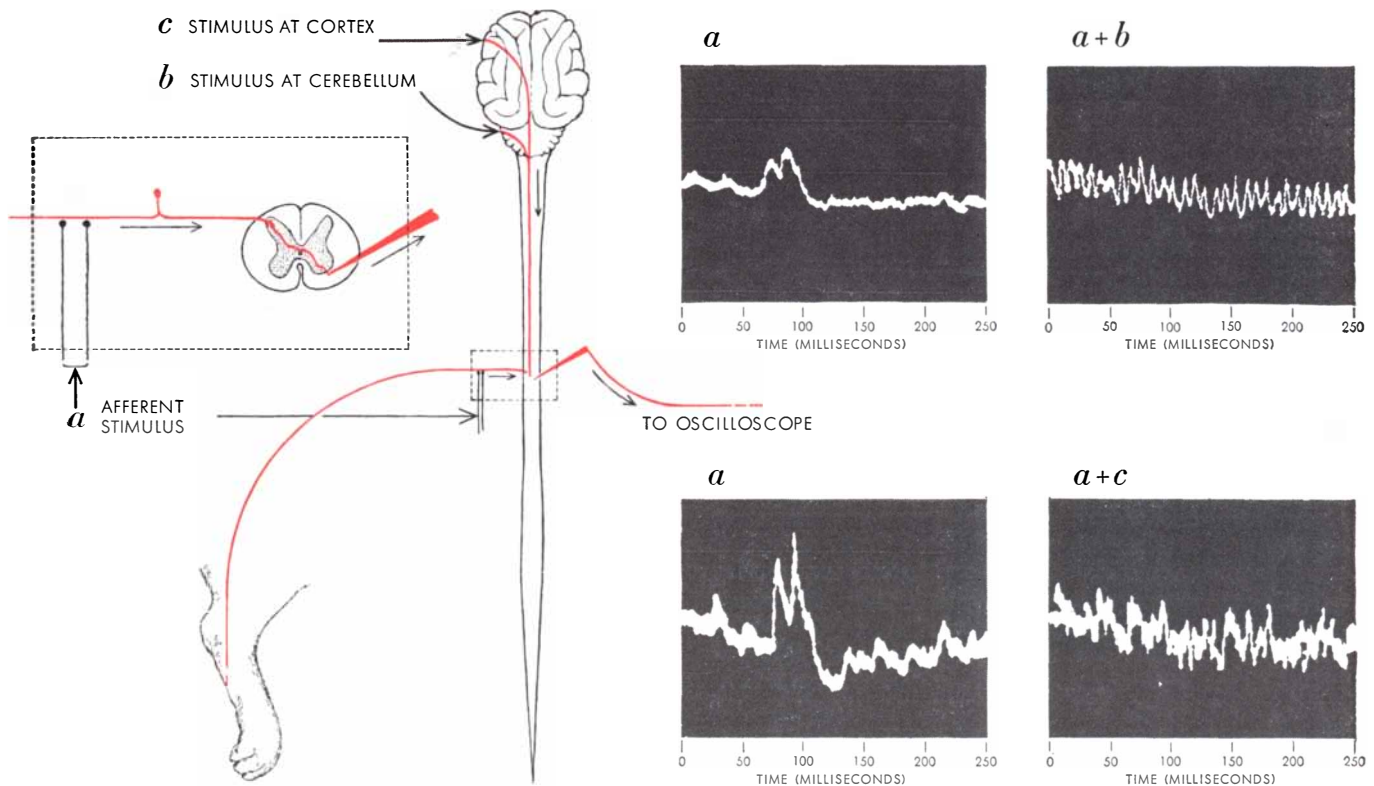 c STIMULUS AT CORTEX
b STIMULUS AT CEREBELLUM
a AFFERENT
STIMULUS
TO OSCILLOSCOPE
a
0 50 100 150 200 250
TIME (MILLISECONDS)
a + b
0 50 100 150 200 250
TIME (MILLISECONDS)
a
0 50 100 150 200 250
TIME (MILLISECONDS)
a + c
0 50 100 150 200 250
TIME (MILLISECONDS)